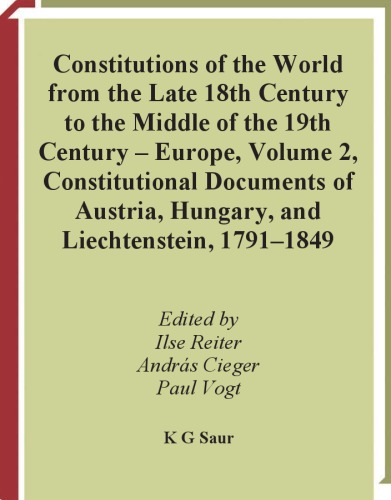 Constitutions of the World
from the Late 18th Century
to the Middle of the 19th
Century – Europe, Volume 2,
Constitutional Documents of
Austria, Hungary, and
Liechtenstein, 1791–1849
Edited by
Ilse Reiter
András Cieger
Paul Vogt
K G Saur